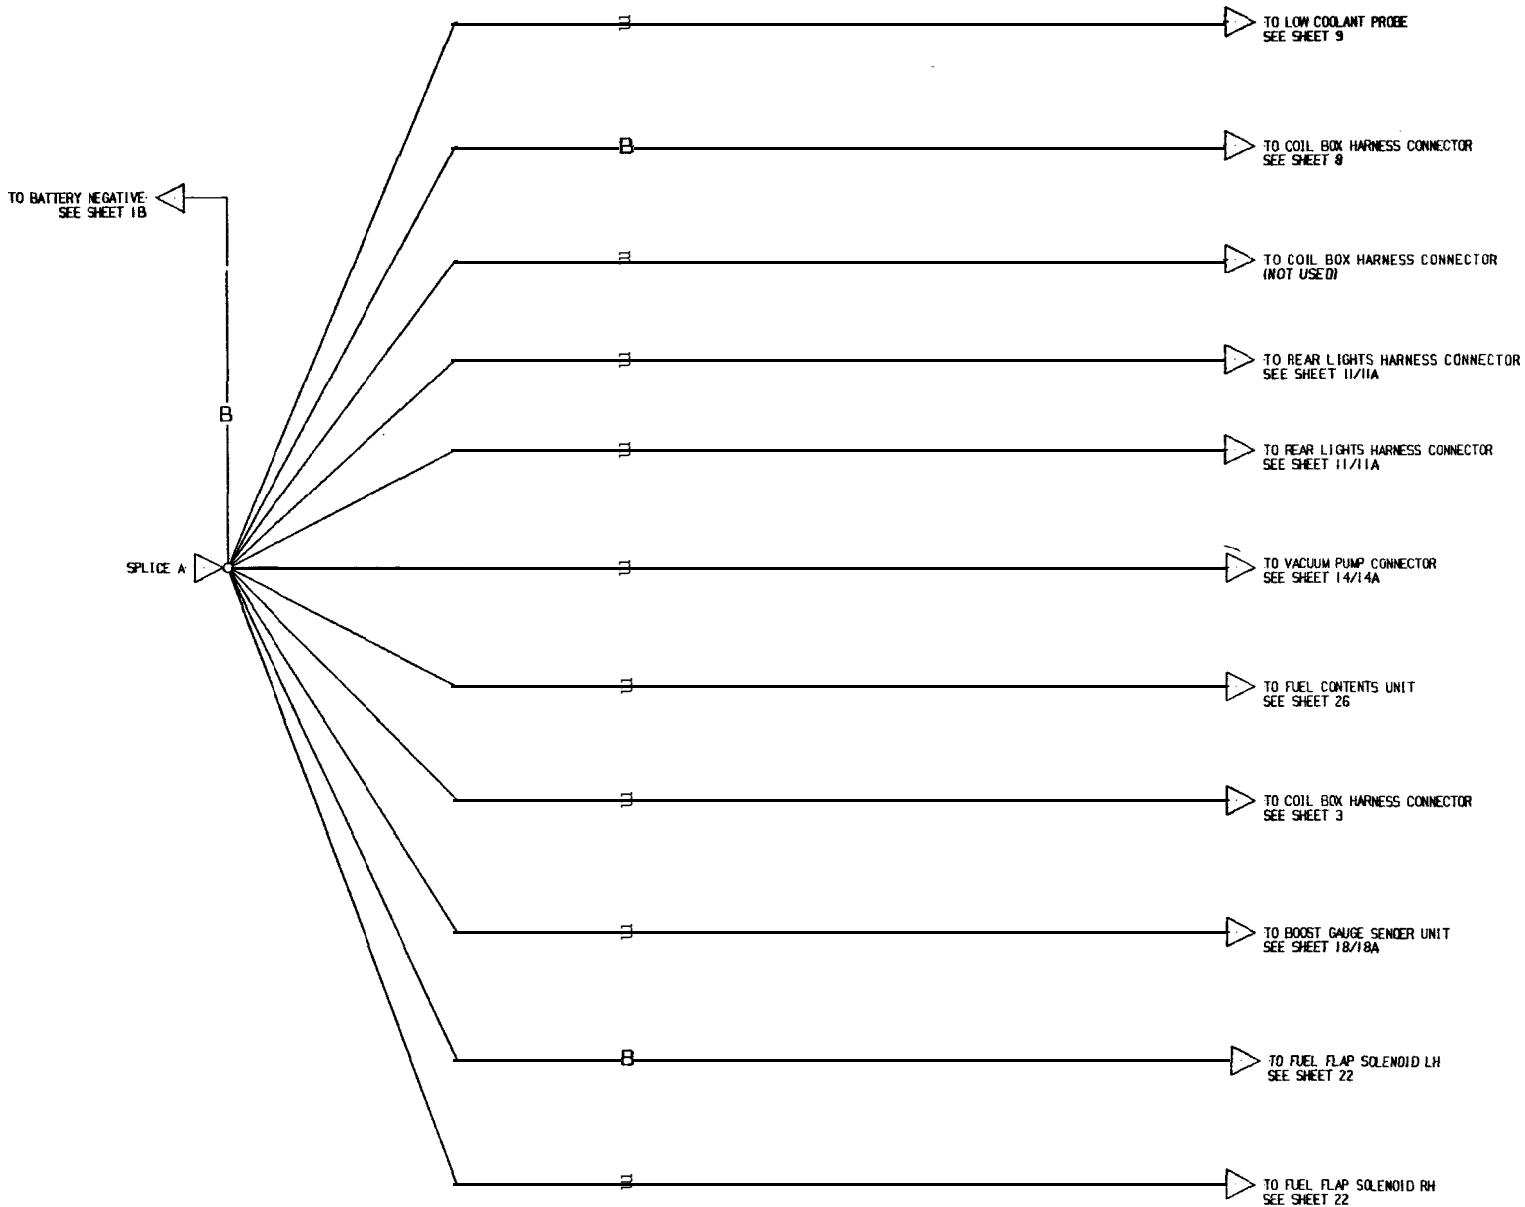 TO LOW COOLANT PROBE
SEE SHEET 9
B
TO COIL BOX HARNESS CONNECTOR
SEE SHEET 8
TO BATTERY NEGATIVE
SEE SHEET 1B
TO COIL BOX HARNESS CONNECTOR
(NOT USED)
TO REAR LIGHTS HARNESS CONNECTOR
SEE SHEET 11/11A
B
TO REAR LIGHTS HARNESS CONNECTOR
SEE SHEET 11/11A
SPLICE A
TO VACUUM PUMP CONNECTOR
SEE SHEET 14/14A
TO FUEL CONTENTS UNIT
SEE SHEET 26
TO COIL BOX HARNESS CONNECTOR
SEE SHEET 3
TO BOOST GAUGE SENDER UNIT
SEE SHEET 18/18A
B
TO FUEL FLAP SOLENOID LH
SEE SHEET 22
TO FUEL FLAP SOLENOID RH
SEE SHEET 22